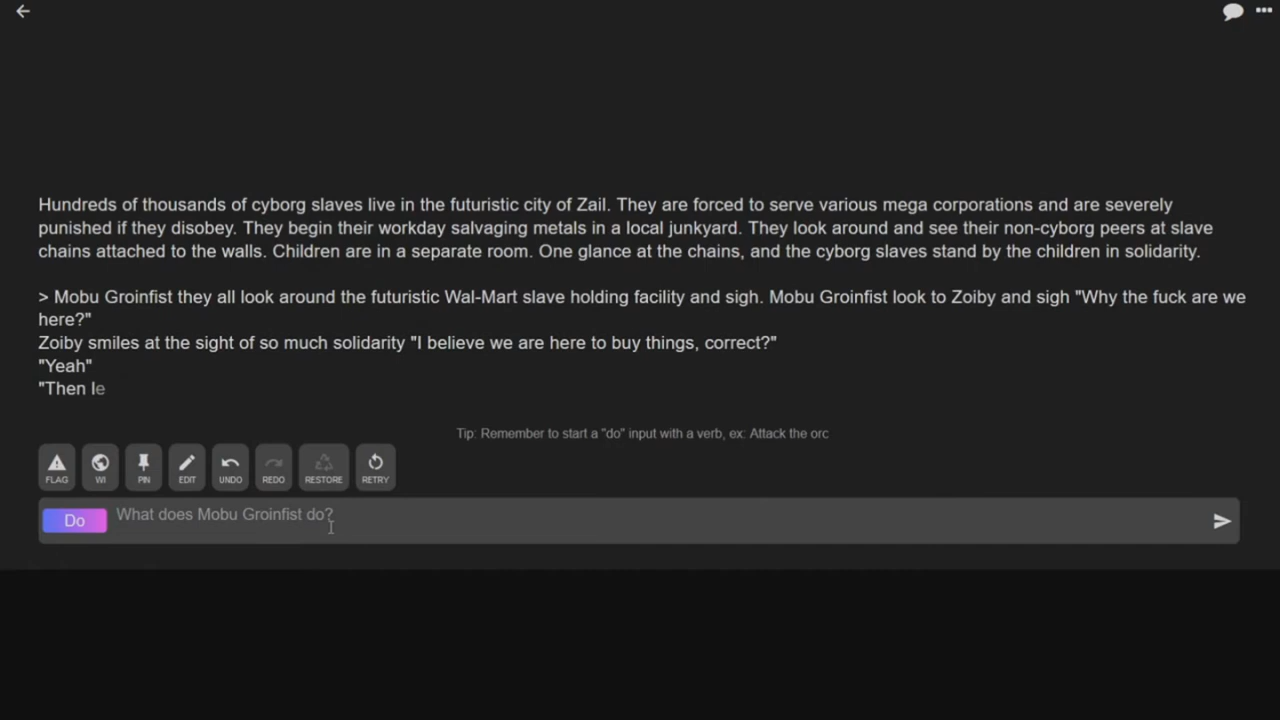 Hundreds of thousands of cyborg slaves live in the futuristic city of Zail. They are forced to serve various mega corporations and are severely
punished if they disobey. They begin their workday salvaging metals in a local junkyard. They look around and see their non-cyborg peers at slave
chains attached to the walls. Children are in a separate room. One glance at the chains, and the cyborg slaves stand by the children in solidarity.
> Mobu Groinfist they all look around the futuristic Wal-Mart slave holding facility and sigh. Mobu Groinfist look to Zoiby and sigh "Why the fuck are we
here?"
Zoiby smiles at the sight of so much solidarity "I believe we are here to buy things, correct?"
"Yeah"
"Then le
Tip: Remember to start a "do" input with a verb, ex: Attack the orc
FLAG WI PIN EDIT UNDO REDO RESTORE RETRY
Do What does Mobu Groinfist do?